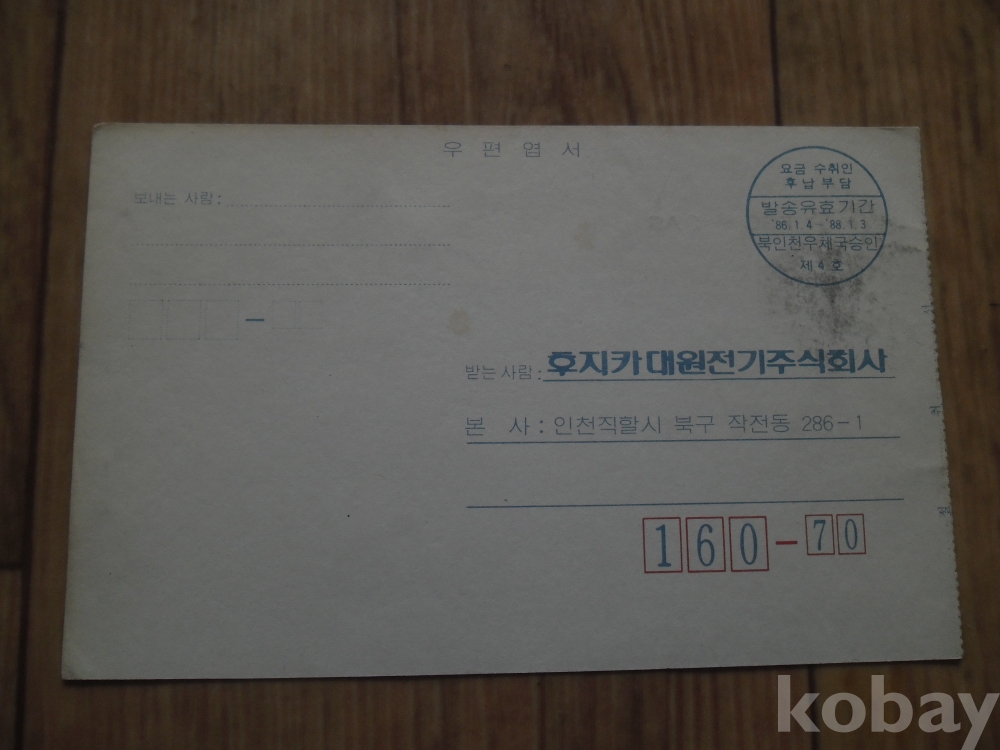 우편엽서
보내는 사람:
요금 수취인
후납 부담
발송유효기간
'86.1.4-'88.1.3
북인천우체국승인
제4호
받는 사람: 후지카대원전기주식회사
본 사: 인천직할시 북구 작전동 286-1
160-70
kobay